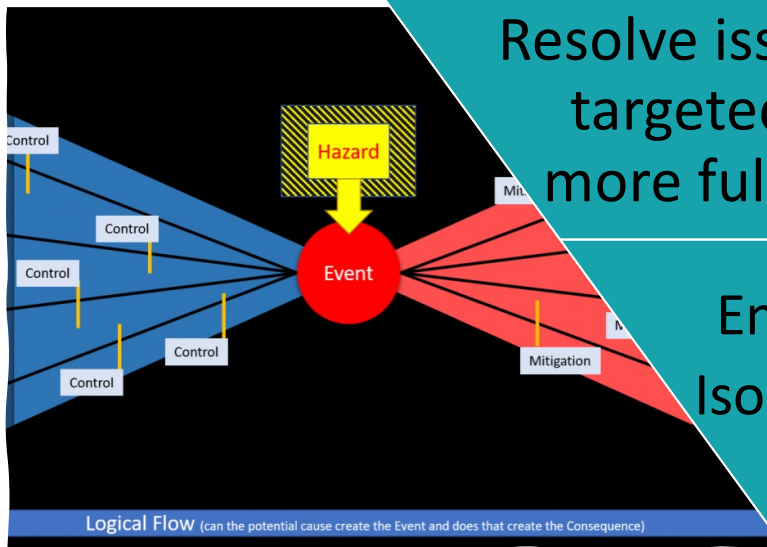 Resolve iss
targeted
more ful
Control
Hazard
Control
Mit
Event
Control
Control
Control
Mitigation
En
Iso
Logical Flow (can the potential cause create the Event and does that create the Consequence)